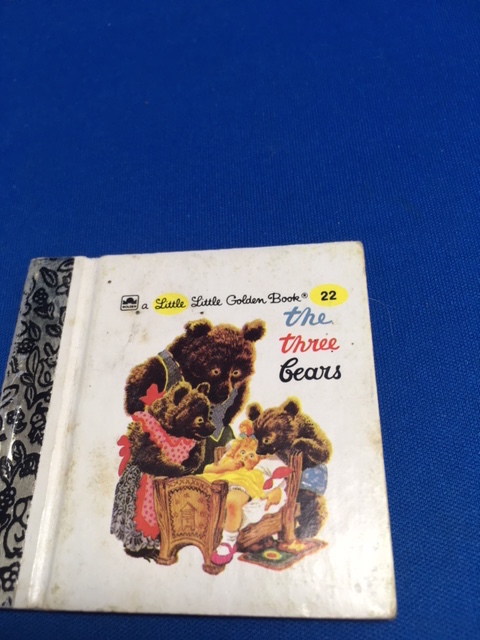 a Little Little Golden Book® 22
the
three
bears